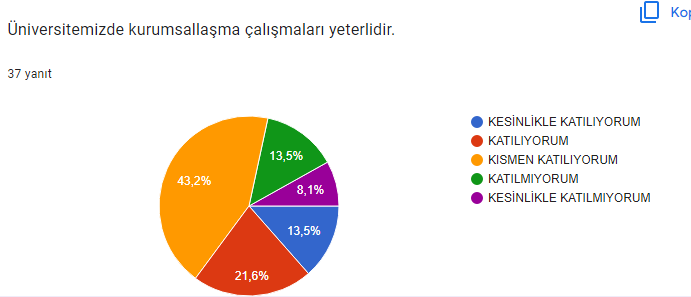 Kop
Üniversitemizde kurumsallaşma çalışmaları yeterlidir.
37 yanıt
KESİNLİKLE KATILIYORUM
KATILIYORUM
KISMEN KATILIYORUM
KATILMIYORUM
KESİNLİKLE KATILMIYORUM
13,5%
43,2%
8,1%
13,5%
21,6%